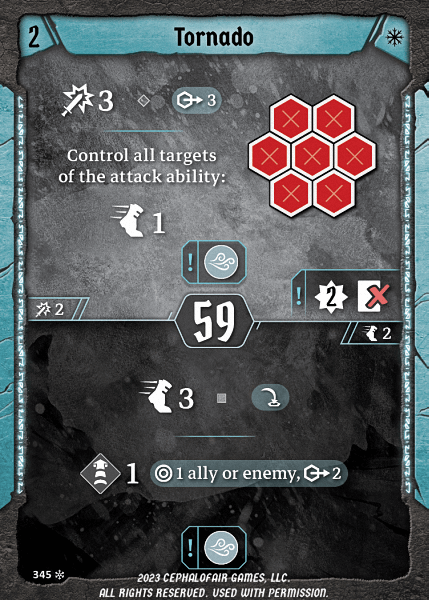 2 Tornado
3 3
Control all targets
of the attack ability:
1
! 
! 2
2 59 2
3
1 1 ally or enemy, 2
!
345
2023 CEPHALOFAIR GAMES, LLC.
ALL RIGHTS RESERVED. USED WITH PERMISSION.